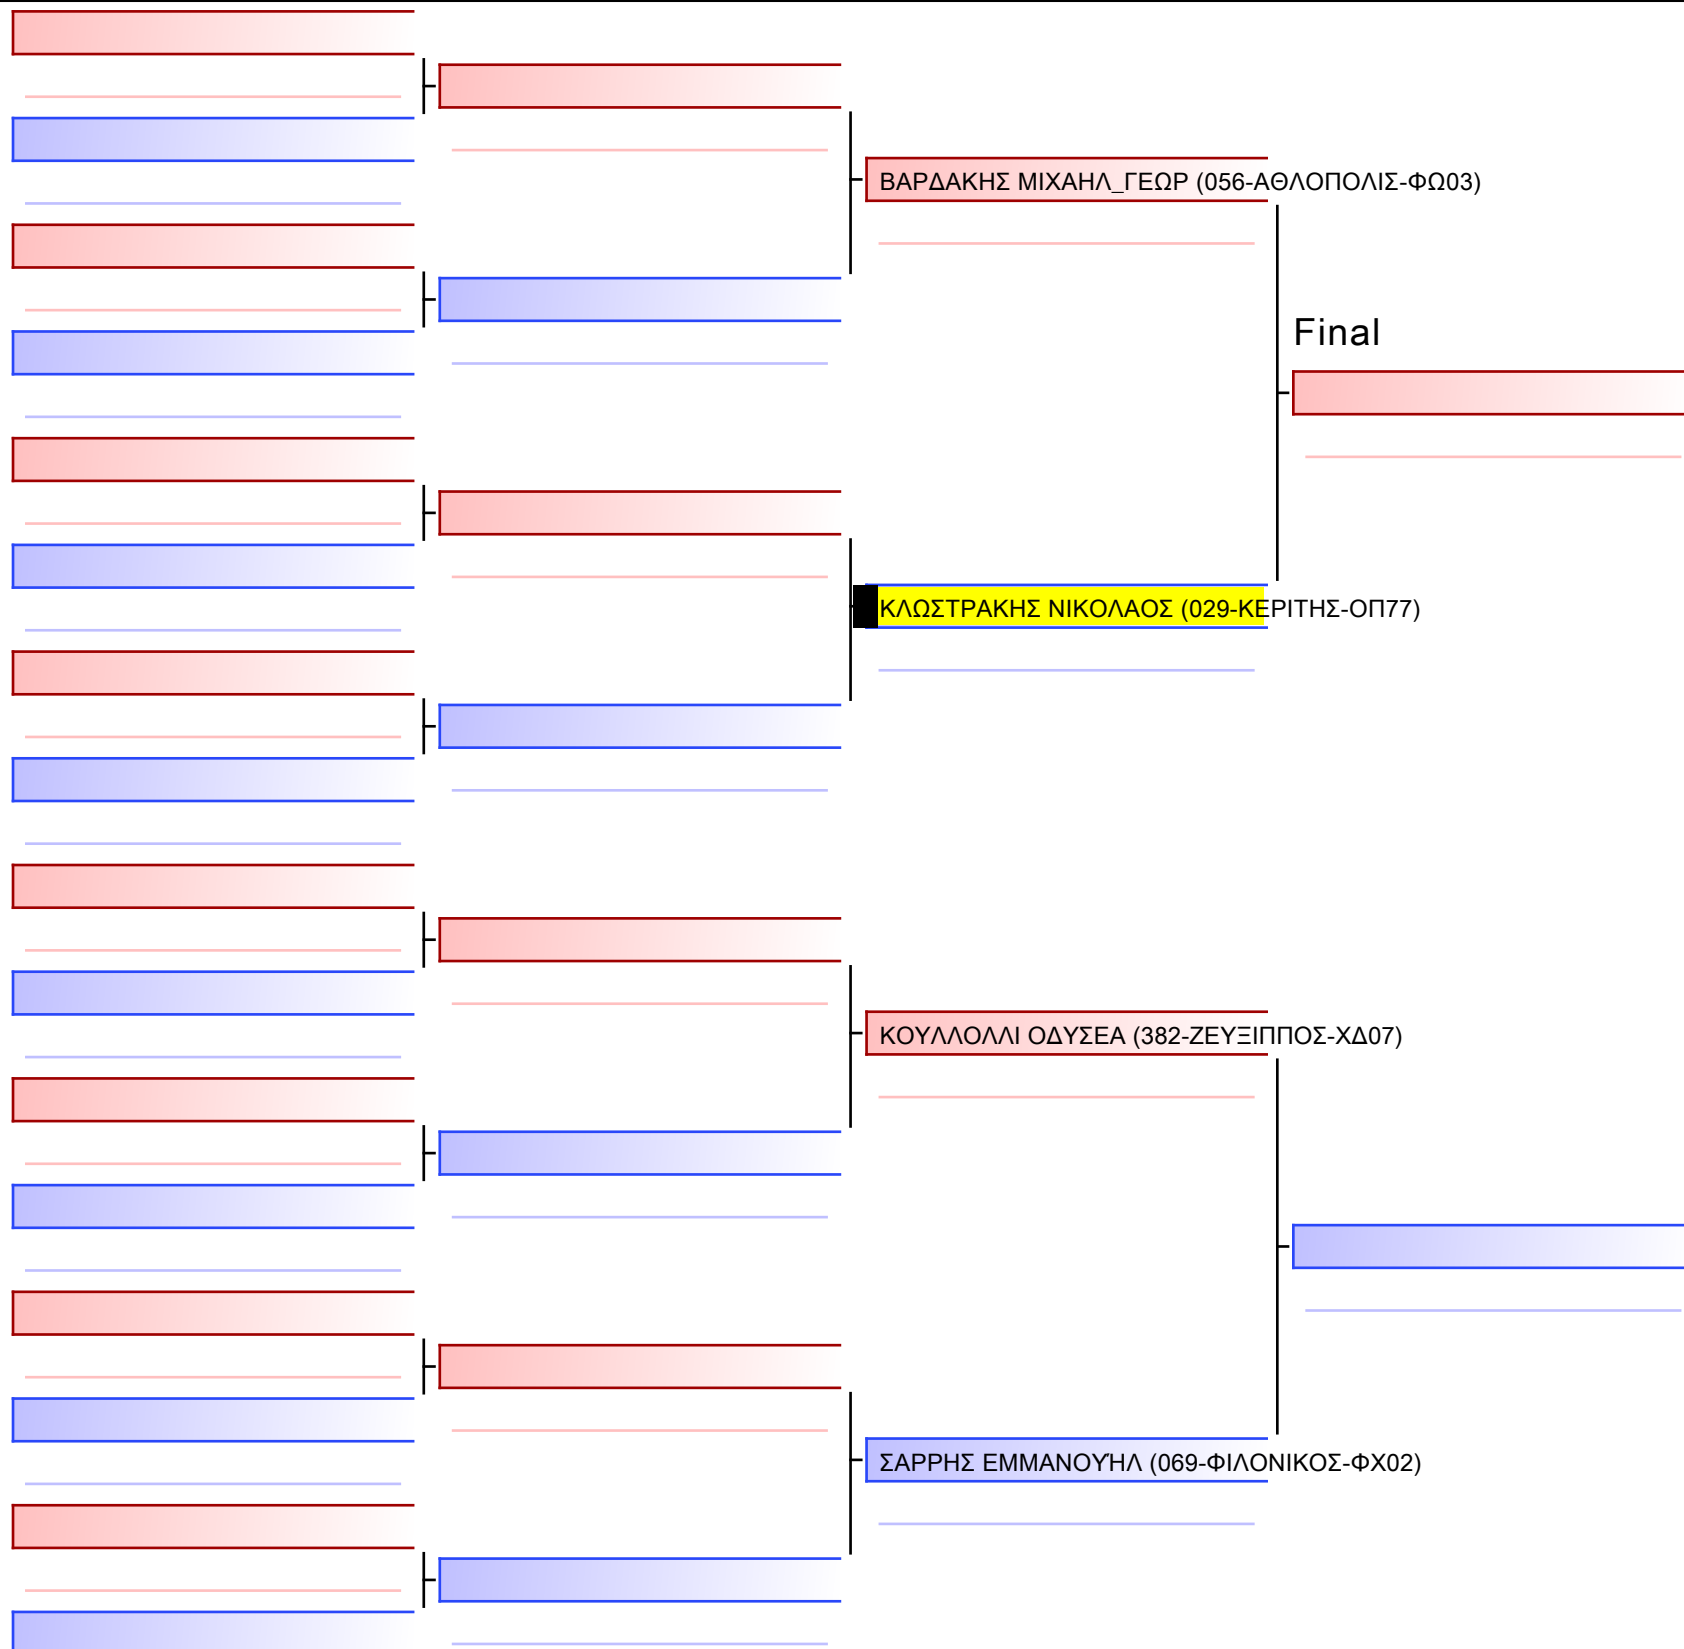 ΒΑΡΔΑΚΗΣ ΜΙΧΑΗΛ_ΓΕΩΡ (056-ΑΘΛΟΠΟΛΙΣ-ΦΩ03)
Final
ΚΛΩΣΤΡΑΚΗΣ ΝΙΚΟΛΑΟΣ (029-ΚΕΡΙΤΗΣ-ΟΠ77)
ΚΟΥΛΛΟΛΛΙ ΟΔΥΣΕΑ (382-ΖΕΥΞΙΠΠΟΣ-ΧΔ07)
ΣΑΡΡΗΣ ΕΜΜΑΝΟΥΉΛ (069-ΦΙΛΟΝΙΚΟΣ-ΦΧ02)